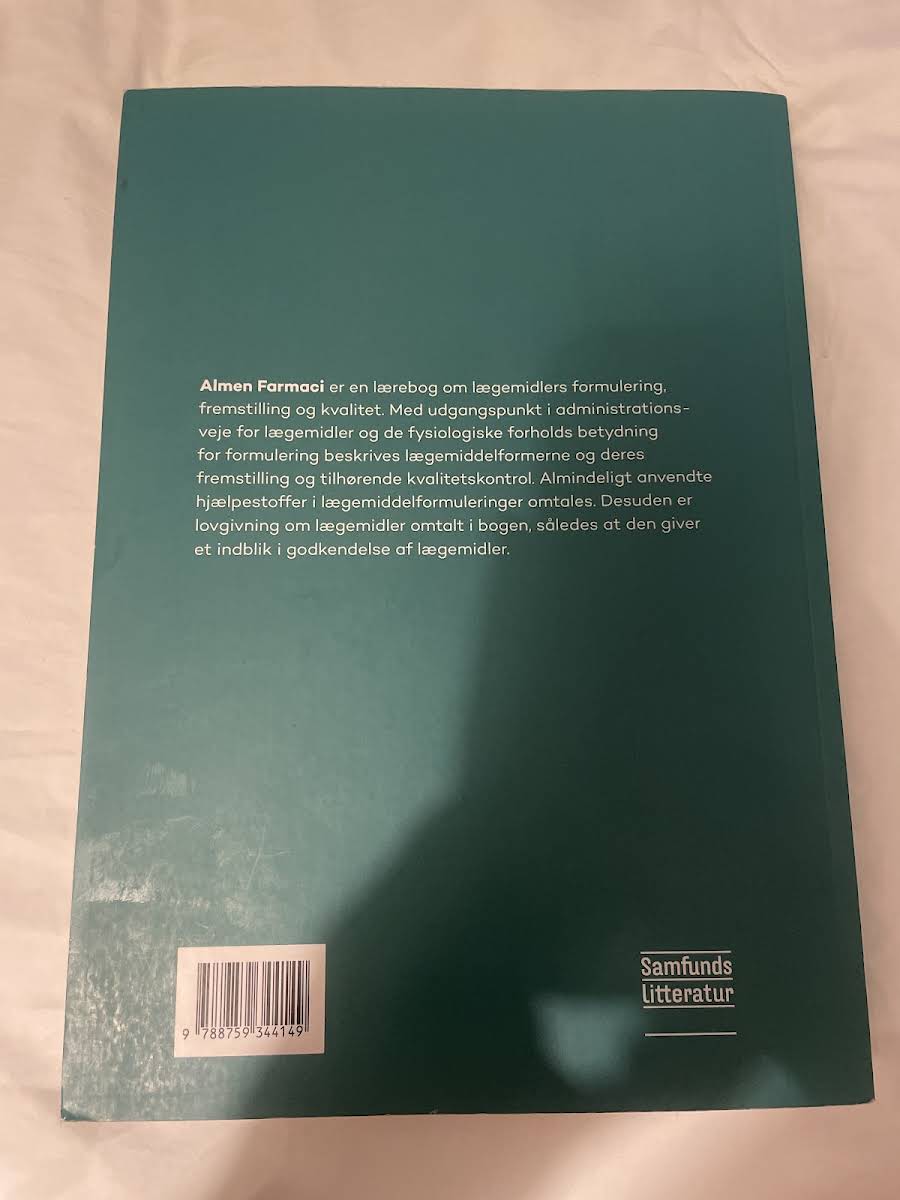 Almen Farmaci er en lærebog om lægemidlers formulering,
fremstilling og kvalitet. Med udgangspunkt i administrations-
veje for lægemidler og de fysiologiske forholds betydning
for formulering beskrives lægemiddelformerne og deres
fremstilling og tilhørende kvalitetskontrol. Almindeligt anvendte
hjælpestoffer i lægemiddelformuleringer omtales. Desuden er
lovgivning om lægemidler omtalt i bogen, således at den giver
et indblik i godkendelse af lægemidler.
9 788759 344149
Samfunds
litteratur